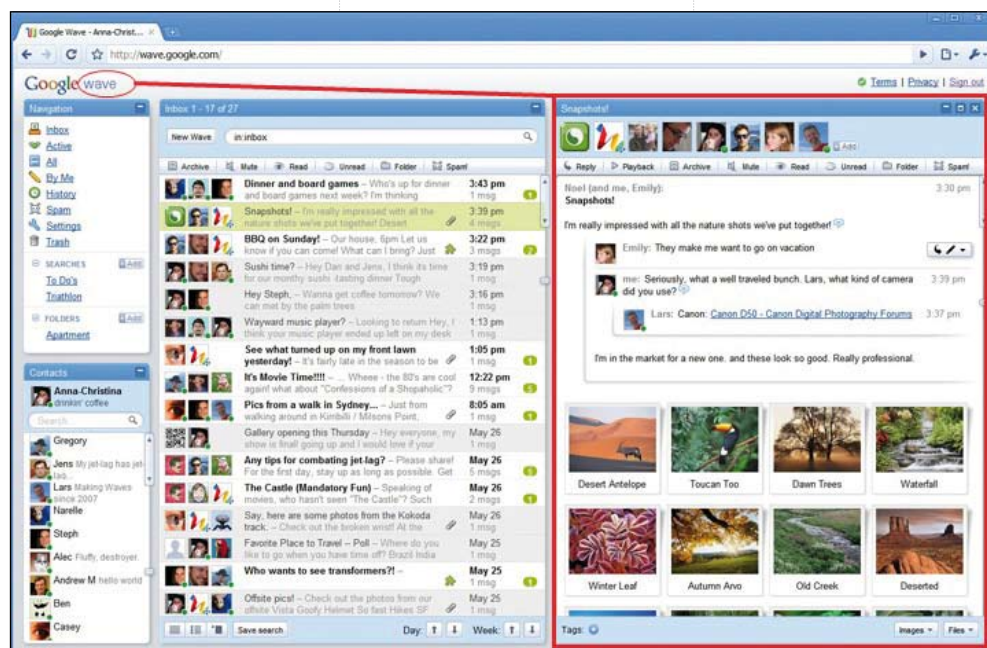 Google Wave - Anna-Christ...
http://wave.google.com/
Google wave
Terms | Privacy | Sign out
Navigation
Inbox
Active
All
By Me
History
Spam
Settings
Trash
SEARCHES Add
To Do's
Triathlon
FOLDERS Add
Apartment
Contacts
Anna-Christina
drinkin' coffee
Search
Gregory
Jens My jet-lag has jet-
lag...
Lars Making Waves
since 2007
Narelle
Steph
Alec Fluffy, destroyer.
Andrew M hello world
Ben
Casey
Inbox 1 - 17 of 27
New Wave in:inbox
Archive Mute Read Unread Folder Spam!
Dinner and board games – Who's up for dinner 3:43 pm
and board games next week? I'm thinking 1 msg
Snapshots! – I'm really impressed with all the 3:39 pm
nature shots we've put together! Desert 4 msgs
BBQ on Sunday! – Our house, 6pm Let us 3:22 pm
know if you can come! What can I bring? Just 3 msgs
Sushi time? – Hey Dan and Jens, I think its time 3:19 pm
for our monthy sushi -tasting dinner Tough 1 msg
Hey Steph, – Wanna get coffee tomorrow? We 3:16 pm
can met by the palm trees 1 msg
Wayward music player? – Looking to return Hey, I 1:13 pm
think your music player ended up left on my desk 1 msg
See what turned up on my front lawn 1:05 pm
yesterday! – It's fairly late in the season to be 1 msg
It's Movie Time!!!! – ... Wheee - the 80's are cool 12:22 pm
again! what about "Confessions of a Shopaholic"? 9 msgs
Pics from a walk in Sydney... – Just from 8:05 am
walking around in Kimbilli / Milsons Point, 1 msg
Gallery opening this Thursday – Hey everyone, my May 26
show is finall going up and I would love if your 1 msg
Any tips for combating jet-lag? – Please share! May 26
For the first day, stay up as long as possible. Get 5 msgs
The Castle (Mandatory Fun) – Speaking of May 26
movies, who hasn't seen "The Castle"? Such 2 msgs
Say, here are some photos from the Kokoda May 26
track. – Check out the broken wrist! At the 1 msg
Favorite Place to Travel – Poll – Where do you May 25
like to go when you have time off? Brazil India 1 msg
Who wants to see transformers?! – May 25
1 msg
Offsite pics! – Check out the photos from our May 25
offsite Vista Goofy Helmet So fast Hikes SF 1 msg
Save search Day: Week:
Snapshots!
Add
Reply Playback Archive Mute Read Unread Folder Spam!
Noel (and me, Emily): 3:30 pm
Snapshots!
I'm really impressed with all the nature shots we've put together!
Emily: They make me want to go on vacation
me: Seriously, what a well traveled bunch. Lars, what kind of camera 3:39 pm
did you use?
Lars: Canon: Canon D50 - Canon Digital Photography Forums 3:37 pm
I'm in the market for a new one. and these look so good. Really professional.
Desert Antelope Toucan Too Dawn Trees Waterfall
Winter Leaf Autumn Arvo Old Creek Deserted
Tags: Images Files